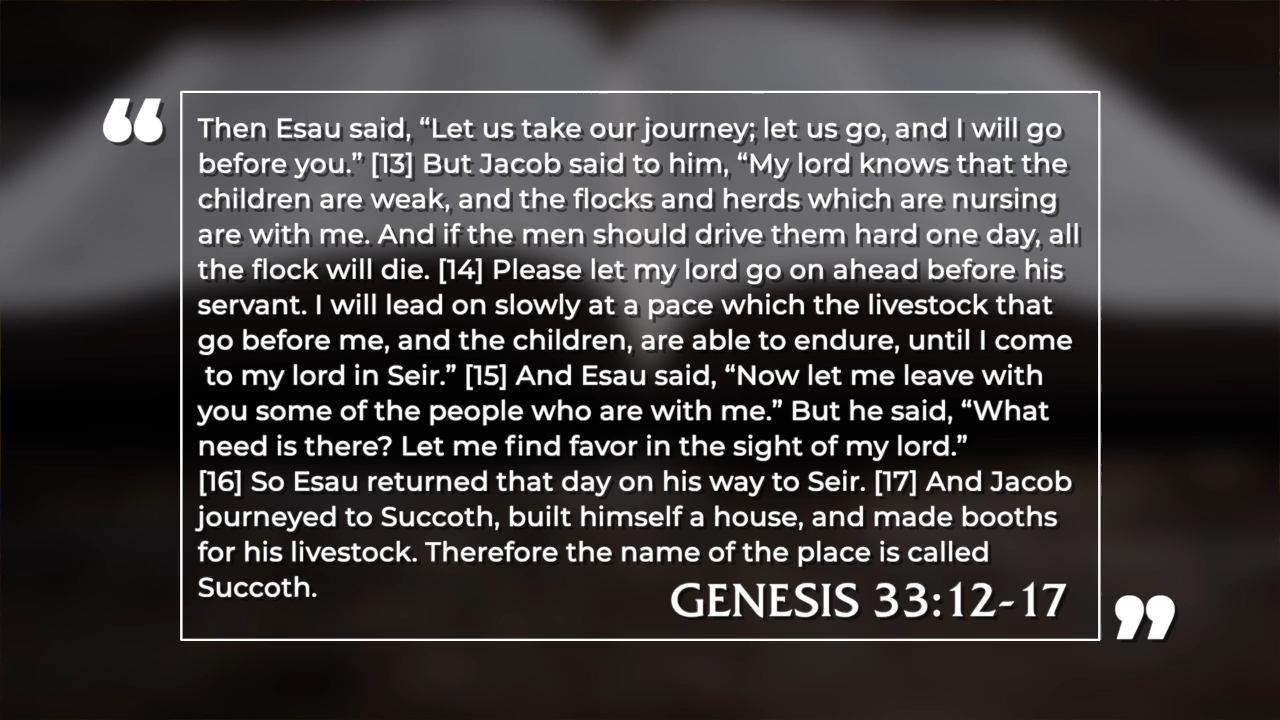 “
Then Esau said, “Let us take our journey; let us go, and I will go
before you.” [13] But Jacob said to him, “My lord knows that the
children are weak, and the flocks and herds which are nursing
are with me. And if the men should drive them hard one day, all
the flock will die. [14] Please let my lord go on ahead before his
servant. I will lead on slowly at a pace which the livestock that
go before me, and the children, are able to endure, until I come
to my lord in Seir.” [15] And Esau said, “Now let me leave with
you some of the people who are with me.” But he said, “What
need is there? Let me find favor in the sight of my lord.”
[16] So Esau returned that day on his way to Seir. [17] And Jacob
journeyed to Succoth, built himself a house, and made booths
for his livestock. Therefore the name of the place is called
Succoth.
GENESIS 33:12-17
”